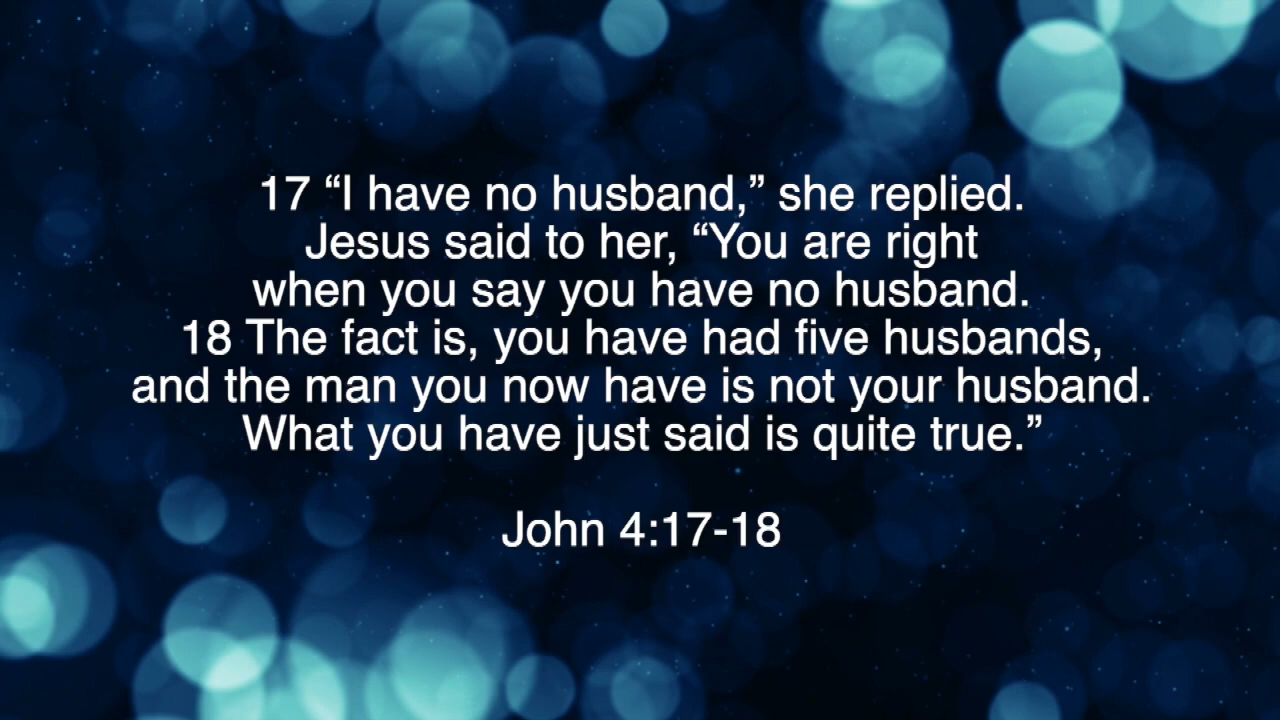 17 “I have no husband,” she replied.
Jesus said to her, “You are right
when you say you have no husband.
18 The fact is, you have had five husbands,
and the man you now have is not your husband.
What you have just said is quite true.”
John 4:17-18